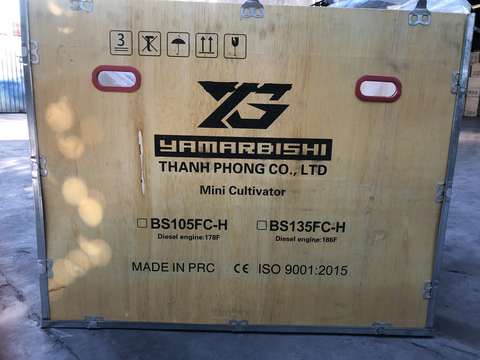 3
YG
YAMARBISHI
THANH PHONG CO., LTD
Mini Cultivator
BS105FC-H BS135FC-H
Diesel engine:178F Diesel engine:186F
MADE IN PRC CE ISO 9001:2015